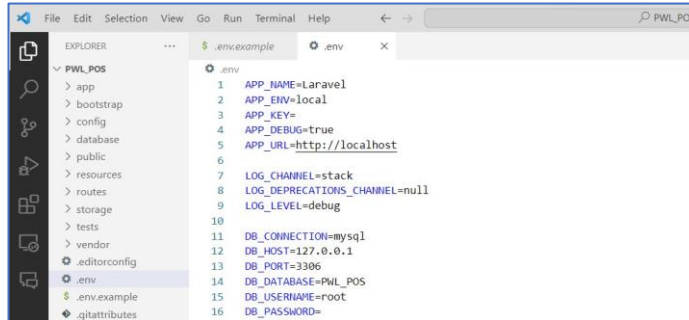 File Edit Selection View Go Run Terminal Help
PWL_PO
EXPLORER
PWL_POS
app
bootstrap
config
database
public
resources
routes
storage
tests
vendor
.editorconfig
.env
.env.example
.gitattributes
.env.example .env
.env
1 APP_NAME=Laravel
2 APP_ENV=local
3 APP_KEY=
4 APP_DEBUG=true
5 APP_URL=http://localhost
6
7 LOG_CHANNEL=stack
8 LOG_DEPRECATIONS_CHANNEL=null
9 LOG_LEVEL=debug
10
11 DB_CONNECTION=mysql
12 DB_HOST=127.0.0.1
13 DB_PORT=3306
14 DB_DATABASE=PWL_POS
15 DB_USERNAME=root
16 DB_PASSWORD=